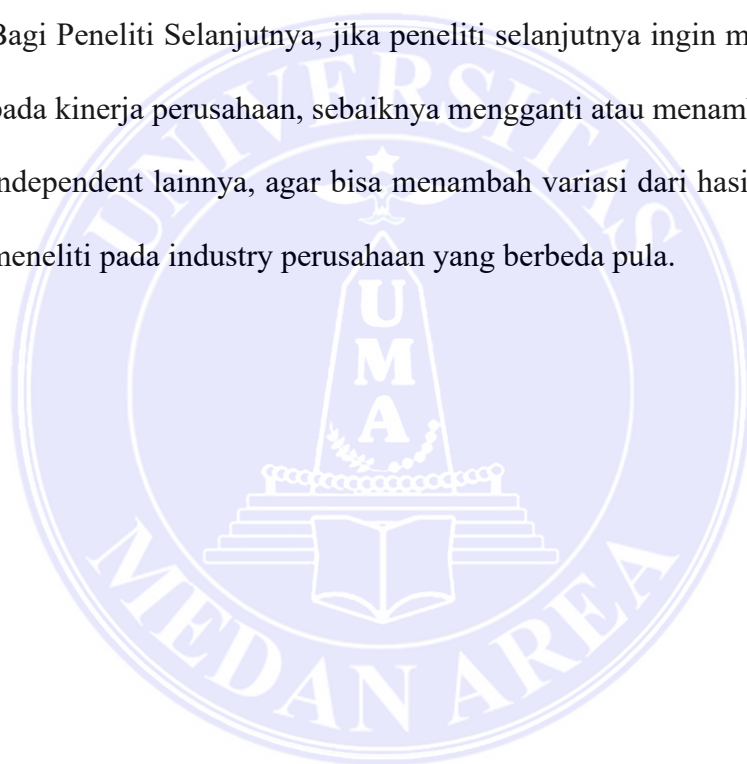 Bagi Peneliti Selanjutnya, jika peneliti selanjutnya ingin
pada kinerja perusahaan, sebaiknya mengganti atau
independent lainnya, agar bisa menambah variasi dari
meneliti pada industry perusahaan yang berbeda pula.
UNIVERSITAS
U
M
A
MEDAN AREA